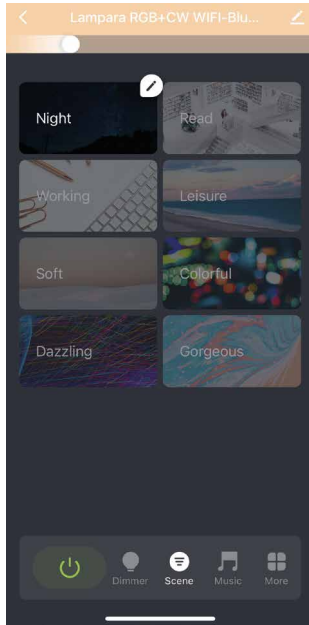 Lampara RGB+CW WIFI-Blu...
Night
Read
Working
Leisure
Soft
Colorful
Dazzling
Gorgeous
Dimmer
Scene
Music
More